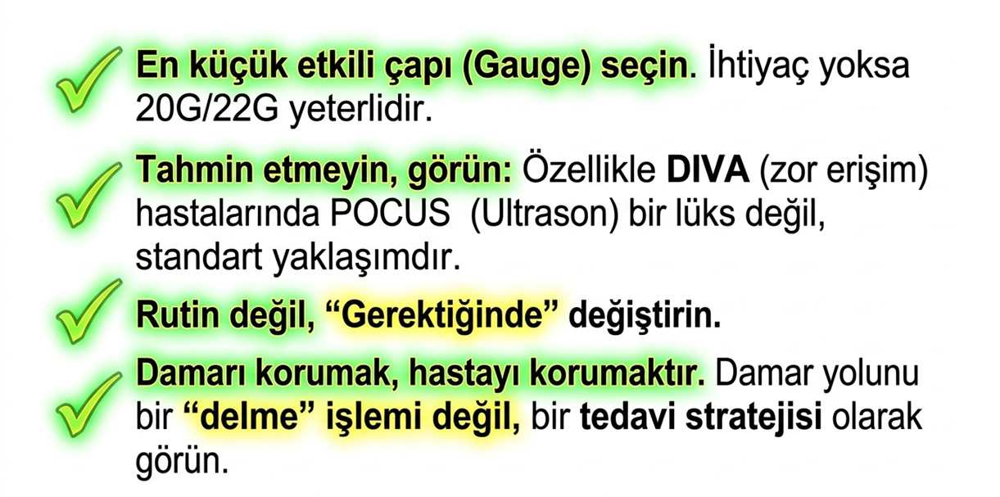 En küçük etkili çapı (Gauge) seçin. İhtiyaç yoksa
20G/22G yeterlidir.
Tahmin etmeyin, görün: Özellikle DIVA (zor erişim)
hastalarında POCUS  (Ultrason) bir lüks değil,
standart yaklaşımdır.
Rutin değil, “Gerektiğinde” değiştirin.
Damarı korumak, hastayı korumaktır. Damar yolunu
bir “delme” işlemi değil, bir tedavi stratejisi olarak
görün.